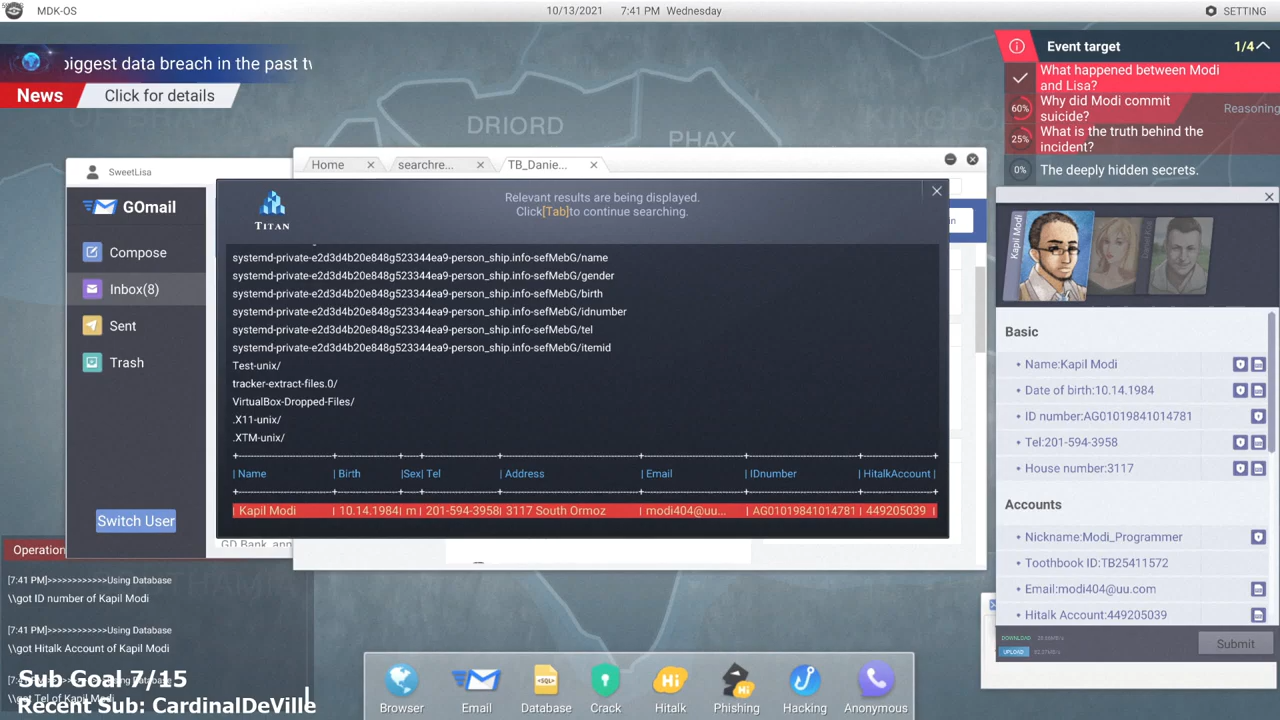 MDK-OS
10/13/2021 7:41 PM Wednesday
SETTING
biggest data breach in the past
News
Click for details
DRIORD
PHAX
KINGDO
Event target
1/4
What happened between Modi
and Lisa?
60%
Why did Modi commit
suicide?
Reasoning
25%
What is the truth behind the
incident?
0%
The deeply hidden secrets.
Home
searchre...
TB_Danie...
SweetLisa
GOmail
Compose
Inbox(8)
Sent
Trash
Switch User
TITAN
Relevant results are being displayed.
Click[Tab]to continue searching.
systemd-private-e2d3d4b20e848g523344ea9-person_ship.info-sefMebG/name
systemd-private-e2d3d4b20e848g523344ea9-person_ship.info-sefMebG/gender
systemd-private-e2d3d4b20e848g523344ea9-person_ship.info-sefMebG/birth
systemd-private-e2d3d4b20e848g523344ea9-person_ship.info-sefMebG/idnumber
systemd-private-e2d3d4b20e848g523344ea9-person_ship.info-sefMebG/tel
systemd-private-e2d3d4b20e848g523344ea9-person_ship.info-sefMebG/itemid
Test-unix/
tracker-extract-files.0/
VirtualBox-Dropped-Files/
.X11-unix/
.XTM-unix/
| Name | Birth |Sex| Tel | Address | Email | IDnumber | HitalkAccount |
| Kapil Modi | 10.14.1984| m | 201-594-3958| 3117 South Ormoz | modi404@uu... | AG01019841014781 | 449205039 |
Kapil Modi
Basic
• Name:Kapil Modi
• Date of birth:10.14.1984
• ID number:AG01019841014781
• Tel:201-594-3958
• House number:3117
Accounts
• Nickname:Modi_Programmer
• Toothbook ID:TB25411572
• Email:modi404@uu.com
• Hitalk Account:449205039
DOWNLOAD
UPLOAD
Submit
Operation
[7:41 PM]>>>>>>>>>>>>Using Database
\\got ID number of Kapil Modi
[7:41 PM]>>>>>>>>>>>>Using Database
\\got Hitalk Account of Kapil Modi
\\got Tel of Kapil Modi
Sub Goal 7/15
Recent Sub: CardinalDeVille
Browser
Email
Database
Crack
Hitalk
Phishing
Hacking
Anonymous